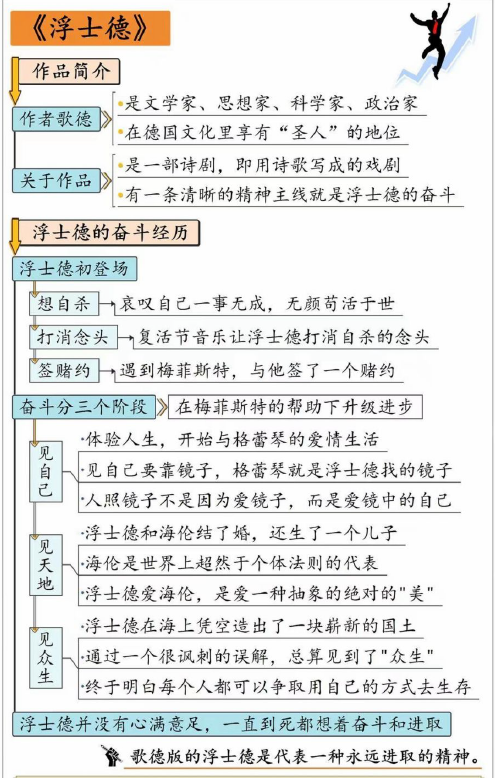 《浮士德》
作品简介
作者歌德
•是文学家、思想家、科学家、政治家
•在德国文化里享有“圣人”的地位
关于作品
•是一部诗剧，即用诗歌写成的戏剧
•有一条清晰的精神主线就是浮士德的奋斗
浮士德的奋斗经历
浮士德初登场
想自杀
哀叹自己一事无成，无颜苟活于世
打消念头
复活节音乐让浮士德打消自杀的念头
签赌约
遇到梅菲斯特，与他签了一个赌约
奋斗分三个阶段
在梅菲斯特的帮助下升级进步
见自己
·体验人生，开始与格蕾琴的爱情生活
·见自己要靠镜子，格蕾琴就是浮士德找的镜子
·人照镜子不是因为爱镜子，而是爱镜中的自己
见天地
·浮士德和海伦结了婚，还生了一个儿子
·海伦是世界上超然于个体法则的代表
·浮士德爱海伦，是爱一种抽象的绝对的"美"
见众生
·浮士德在海上凭空造出了一块崭新的国土
·通过一个很讽刺的误解，总算见到了"众生"
·终于明白每个人都可以争取用自己的方式去生存
浮士德并没有心满意足，一直到死都想着奋斗和进取
歌德版的浮士德是代表一种永远进取的精神。